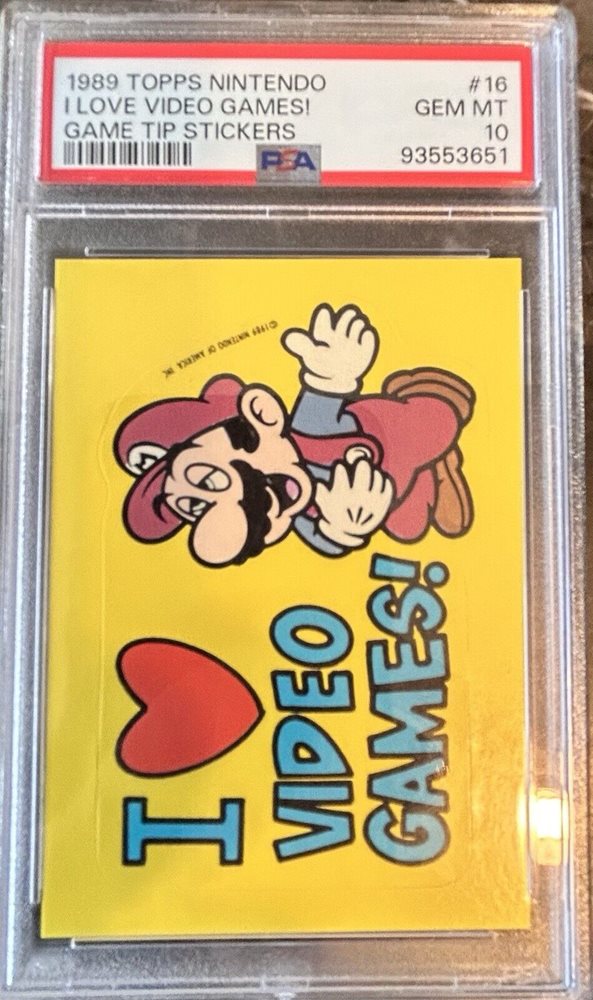 1989 TOPPS NINTENDO #16
I LOVE VIDEO GAMES! GEM MT
GAME TIP STICKERS 10
PSA 93553651
©1989 NINTENDO OF AMERICA INC.
M
I
VIDEO
GAMES!